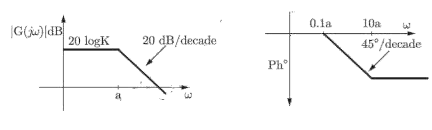 |G(jω)|dB
20 logK
20 dB/decade
a
ω
0.1a
10a
ω
45°/decade
Ph°